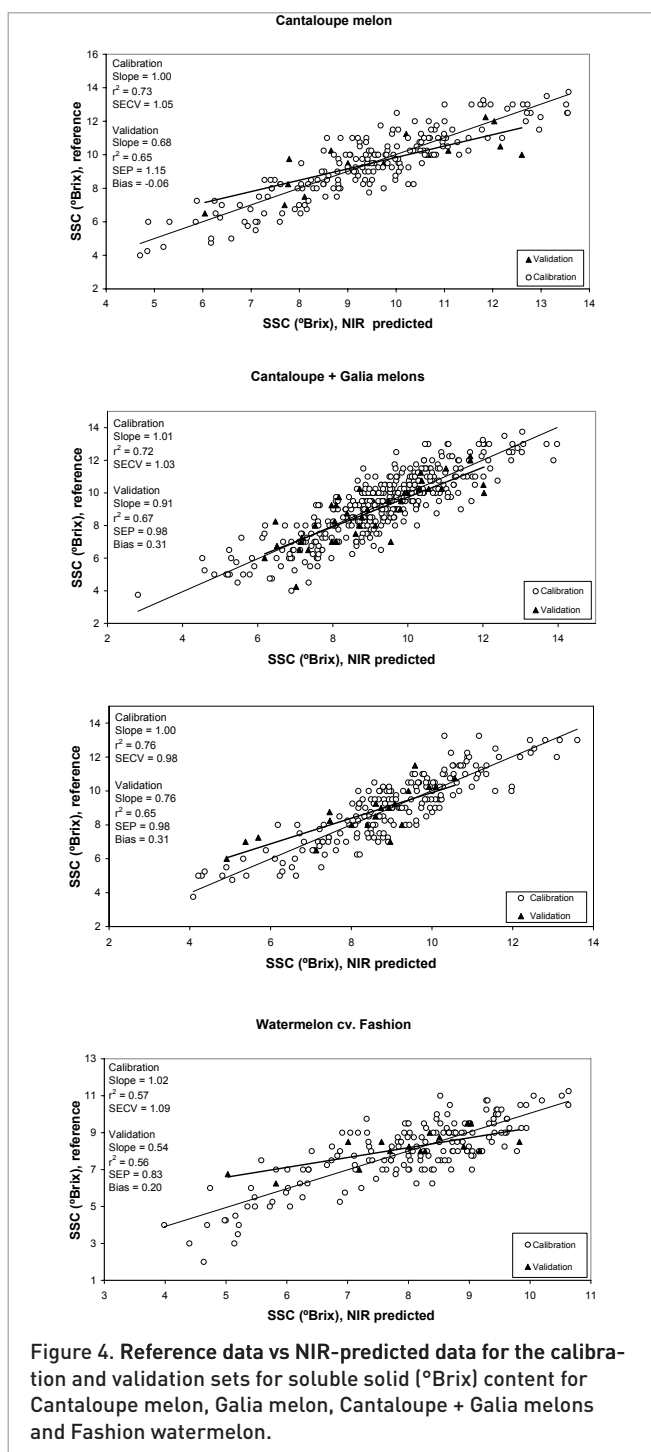 Cantaloupe melon
Calibration
Slope = 1.00
r² = 0.73
SECV = 1.05
Validation
Slope = 0.68
r² = 0.65
SEP = 1.15
Bias = -0.06
SSC (ºBrix), reference
16
14
12
10
8
6
4
2
4 5 6 7 8 9 10 11 12 13 14
SSC (ºBrix), NIR predicted
Validation
Calibration
Cantaloupe + Galia melons
Calibration
Slope = 1.01
r² = 0.72
SECV = 1.03
Validation
Slope = 0.91
r² = 0.67
SEP = 0.98
Bias = 0.31
SSC (ºBrix), reference
14
12
10
8
6
4
2
2 4 6 8 10 12 14
SSC (ºBrix), NIR predicted
Calibration
Validation
Calibration
Slope = 1.00
r² = 0.76
SECV = 0.98
Validation
Slope = 0.76
r² = 0.65
SEP = 0.98
Bias = 0.31
SSC (ºBrix), reference
14
12
10
8
6
4
2
2 4 6 8 10 12 14
SSC (ºBrix), NIR predicted
Calibration
Validation
Watermelon cv. Fashion
Calibration
Slope = 1.02
r² = 0.57
SECV = 1.09
Validation
Slope = 0.54
r² = 0.56
SEP = 0.83
Bias = 0.20
SSC (ºBrix), reference
13
11
9
7
5
3
1
3 4 5 6 7 8 9 10 11
SSC (ºBrix), NIR predicted
Calibration
Validation
Figure 4. Reference data vs NIR-predicted data for the calibra-
tion and validation sets for soluble solid (°Brix) content for
Cantaloupe melon, Galia melon, Cantaloupe + Galia melons
and Fashion watermelon.